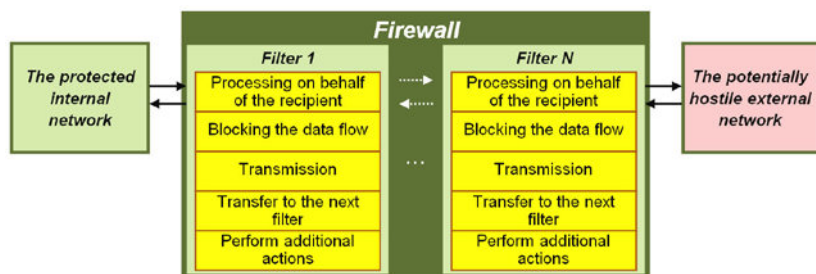 Firewall
The protected
internal
network
Filter 1
Processing on behalf
of the recipient
Blocking the data flow
Transmission
Transfer to the next
filter
Perform additional
actions
...
Filter N
Processing on behalf
of the recipient
Blocking the data flow
Transmission
Transfer to the next
filter
Perform additional
actions
The potentially
hostile external
network